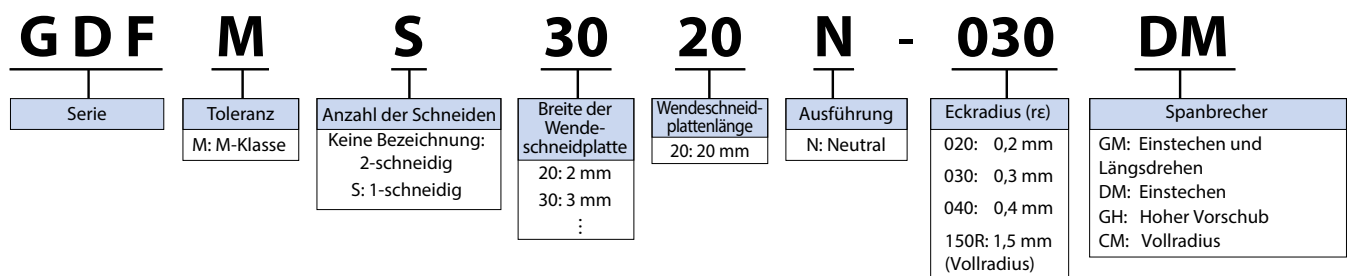 GDF M S 30 20 N - 030 DM
Serie
Toleranz
M: M-Klasse
Anzahl der Schneiden
Keine Bezeichnung:
2-schneidig
S: 1-schneidig
Breite der
Wende-
schneidplatte
20: 2 mm
30: 3 mm
⋮
Wendeschneid-
plattenlänge
20: 20 mm
Ausführung
N: Neutral
Eckradius (rε)
020: 0,2 mm
030: 0,3 mm
040: 0,4 mm
150R: 1,5 mm
(Vollradius)
Spanbrecher
GM: Einstechen und
Längsdrehen
DM: Einstechen
GH: Hoher Vorschub
CM: Vollradius